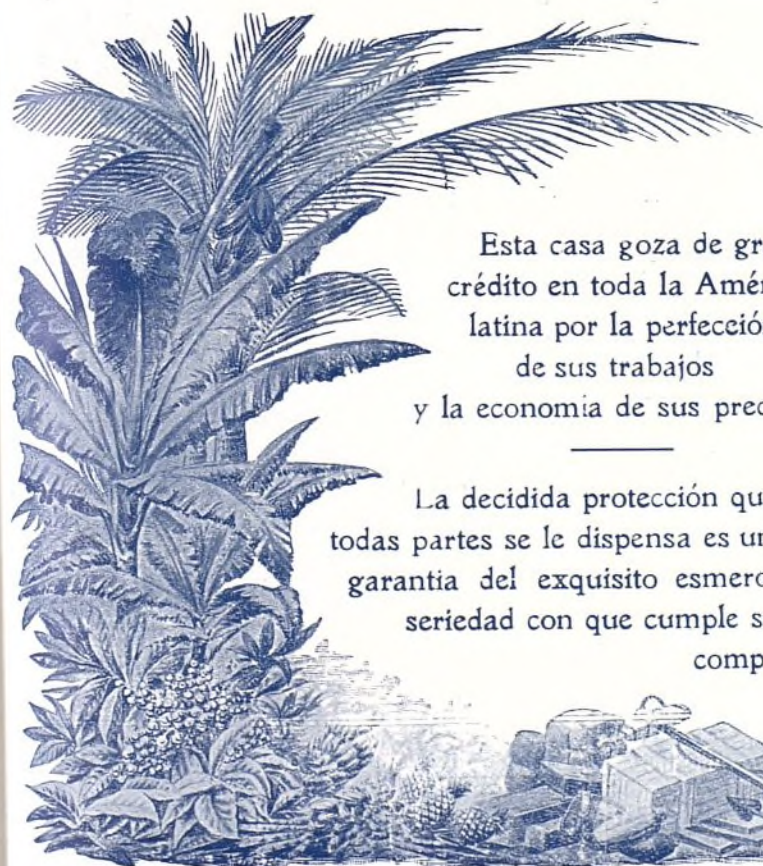 Esta casa goza de gr
crédito en toda la Amér
latina por la perfeció
de sus trabajos
y la economia de sus prec
La decidida protección qu
todas partes se le dispensa es un
garantia del exquisito esmero
seriedad con que cumple s
comp